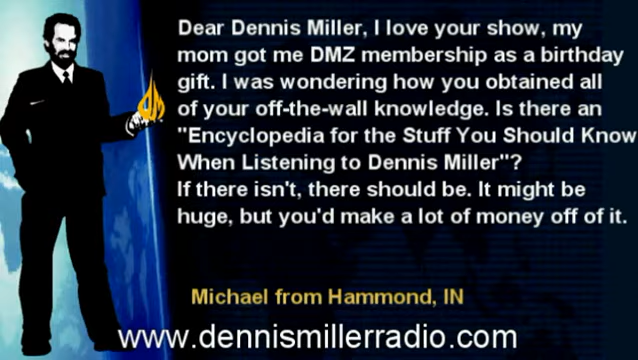 Dear Dennis Miller, I love your show, my
mom got me DMZ membership as a birthday
gift. I was wondering how you obtained all
of your off-the-wall knowledge. Is there an
"Encyclopedia for the Stuff You Should Know
When Listening to Dennis Miller"?
If there isn't, there should be. It might be
huge, but you'd make a lot of money off of it.
Michael from Hammond, IN
www.dennismillerradio.com